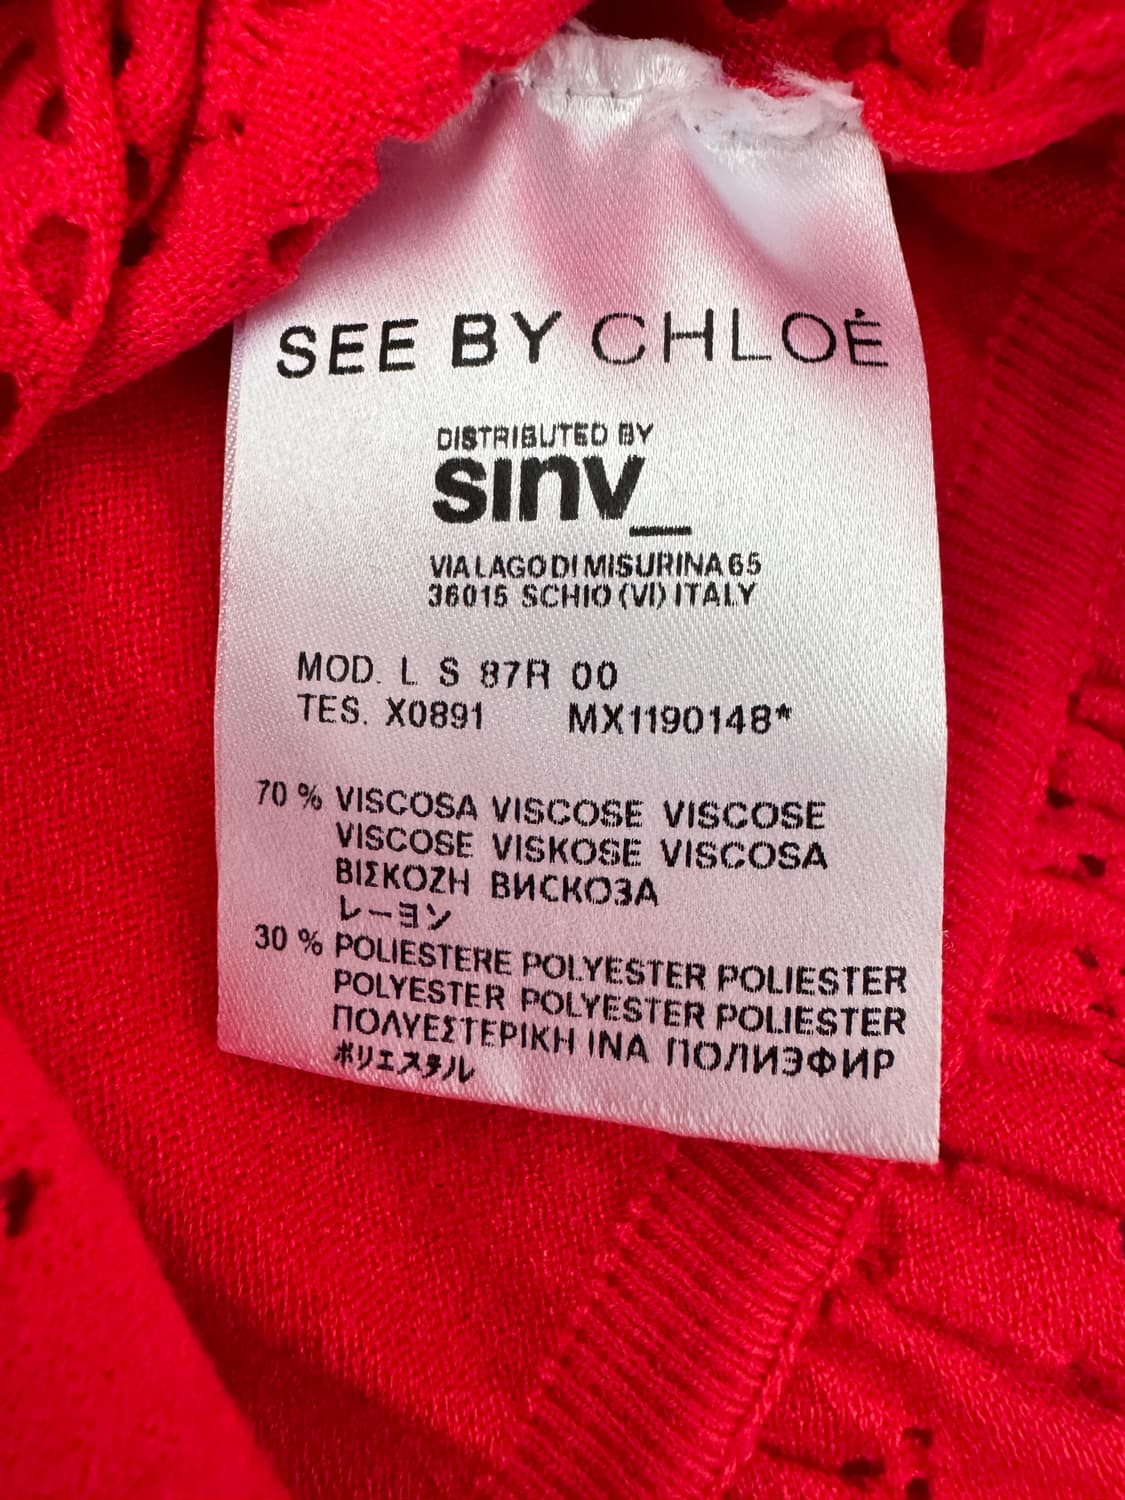 SEE BY CHLOÉ
DISTRIBUTED BY
sinv_
VIA LAGO DI MISURINA 65
36015 SCHIO (VI) ITALY
MOD. L S 87R 00
TES. X0891 MX1190148*
70 % VISCOSA VISCOSE VISCOSE
VISCOSE VISKOSE VISCOSA
ΒΙΣΚΟΖΗ ВИСКОЗА
レーヨン
30 % POLIESTERE POLYESTER POLIESTER
POLYESTER POLYESTER POLIESTER
ΠΟΛΥΕΣΤΕΡΙΚΗ ΙΝΑ ПОЛИЭФИР
ポリエステル